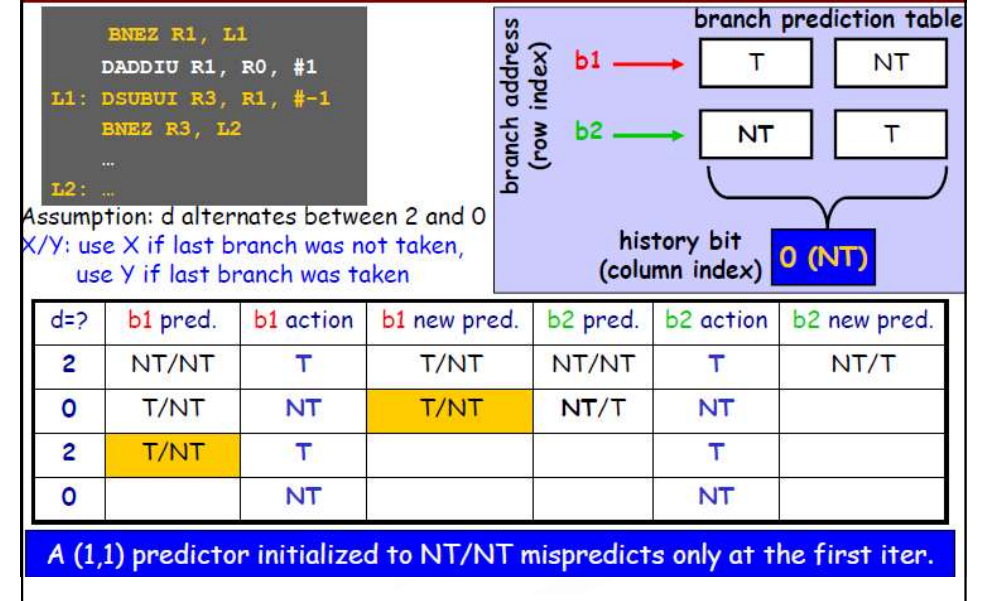 BNEZ R1, L1
DADDIU R1, R0, #1
L1: DSUBUI R3, R1, #-1
BNEZ R3, L2
…
L2: …
branch prediction table
branch address
(row index)
b1 T NT
b2 NT T
history bit
(column index)
0 (NT)
Assumption: d alternates between 2 and 0
X/Y: use X if last branch was not taken,
use Y if last branch was taken
d=? b1 pred. b1 action b1 new pred. b2 pred. b2 action b2 new pred.
2 NT/NT T T/NT NT/NT T NT/T
0 T/NT NT T/NT NT/T NT
2 T/NT T T
0 NT NT
A (1,1) predictor initialized to NT/NT mispredicts only at the first iter.